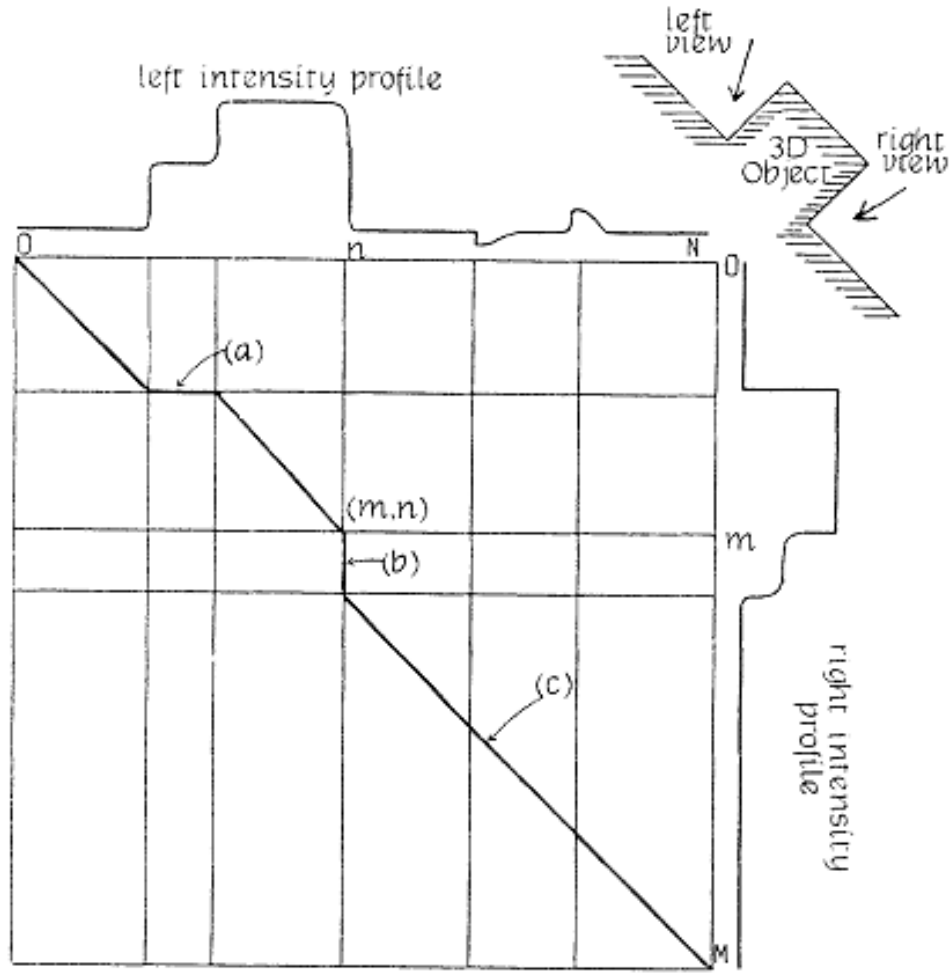 left
view
left intensity profile
3D
Object
right
view
0
n
N
0
(a)
(m,n)
m
(b)
(c)
right intensity
profile
M